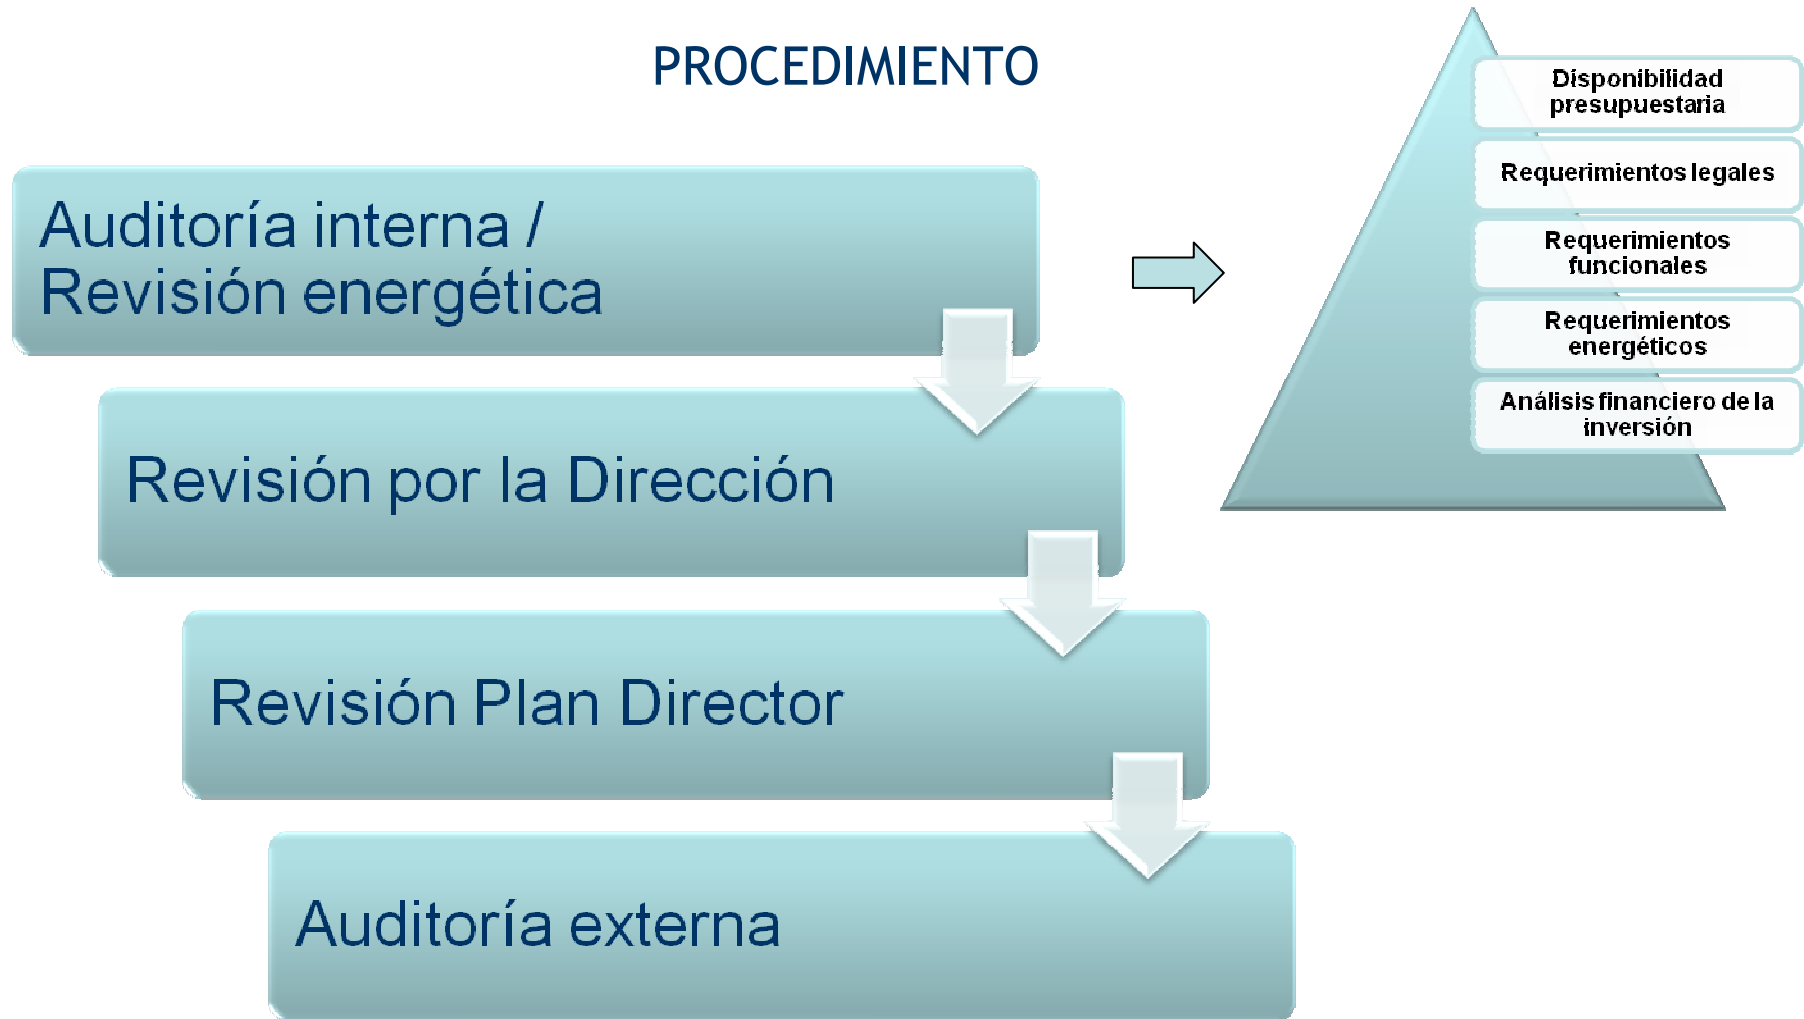 PROCEDIMIENTO
Auditoría interna /
Revisión energética
Revisión por la Dirección
Revisión Plan Director
Auditoría externa
Disponibilidad
presupuestaria
Requerimientos legales
Requerimientos
funcionales
Requerimientos
energéticos
Análisis financiero de la
inversión